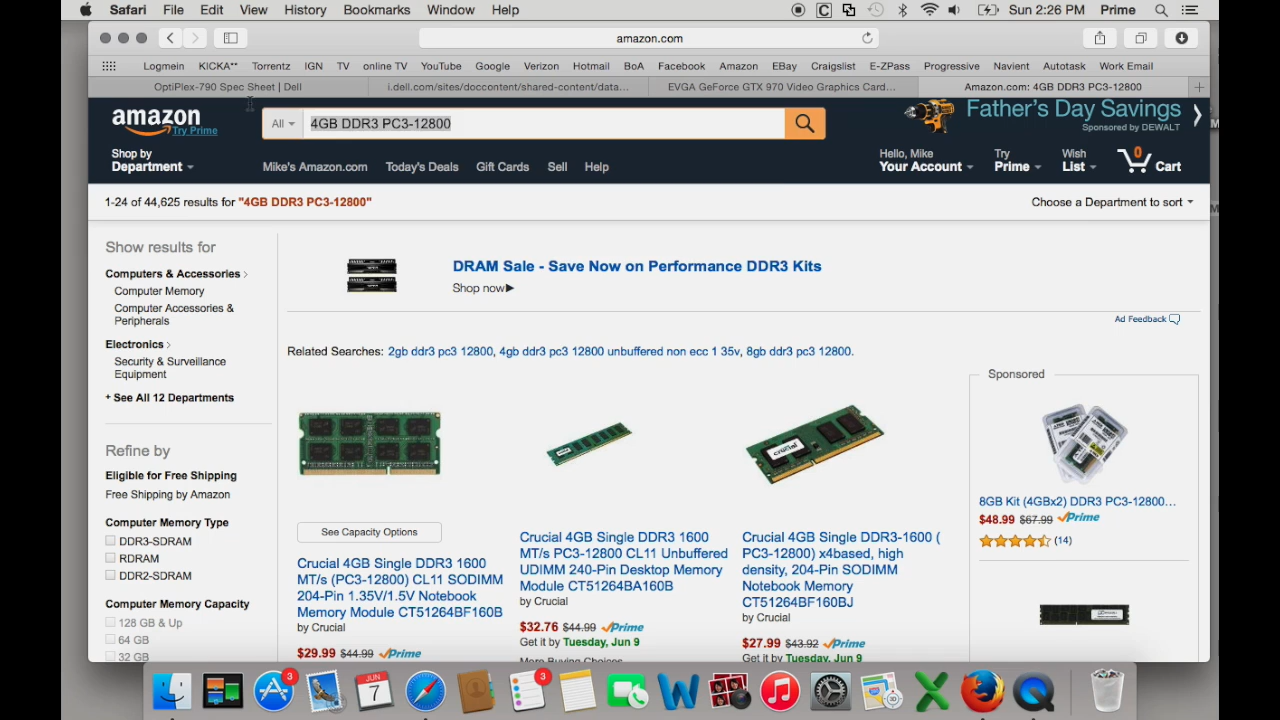 Safari File Edit View History Bookmarks Window Help Sun 2:26 PM Prime
amazon.com
Logmein KICKA** Torrentz IGN TV online TV YouTube Google Verizon Hotmail BoA Facebook Amazon EBay Craigslist E-ZPass Progressive Navient Autotask Work Email
OptiPlex-790 Spec Sheet | Dell
i.dell.com/sites/doccontent/shared-content/data...
EVGA GeForce GTX 970 Video Graphics Card...
Amazon.com: 4GB DDR3 PC3-12800
amazon
Try Prime
All
4GB DDR3 PC3-12800
Father's Day Savings
Sponsored by DEWALT
Shop by
Department
Mike's Amazon.com Today's Deals Gift Cards Sell Help
Hello, Mike
Your Account
Try
Prime
Wish
List
0
Cart
1-24 of 44,625 results for "4GB DDR3 PC3-12800"
Choose a Department to sort
Show results for
Computers & Accessories
Computer Memory
Computer Accessories &
Peripherals
Electronics
Security & Surveillance
Equipment
+ See All 12 Departments
Refine by
Eligible for Free Shipping
Free Shipping by Amazon
Computer Memory Type
DDR3-SDRAM
RDRAM
DDR2-SDRAM
Computer Memory Capacity
128 GB & Up
64 GB
32 GB
DRAM Sale - Save Now on Performance DDR3 Kits
Shop now
Ad Feedback
Related Searches: 2gb ddr3 pc3 12800, 4gb ddr3 pc3 12800 unbuffered non ecc 1 35v, 8gb ddr3 pc3 12800.
See Capacity Options
Crucial 4GB Single DDR3 1600
MT/s (PC3-12800) CL11 SODIMM
204-Pin 1.35V/1.5V Notebook
Memory Module CT51264BF160B
by Crucial
$29.99 $44.99 Prime
Crucial 4GB Single DDR3 1600
MT/s PC3-12800 CL11 Unbuffered
UDIMM 240-Pin Desktop Memory
Module CT51264BA160B
by Crucial
$32.76 $44.99 Prime
Get it by Tuesday, Jun 9
More Buying Choices
crucial
Crucial 4GB Single DDR3-1600 (
PC3-12800) x4based, high
density, 204-Pin SODIMM
Notebook Memory
CT51264BF160BJ
by Crucial
$27.99 $43.92 Prime
Get it by Tuesday, Jun 9
Sponsored
8GB Kit (4GBx2) DDR3 PC3-12800...
$48.99 $67.99 Prime
(14)
3
JUN
7
3